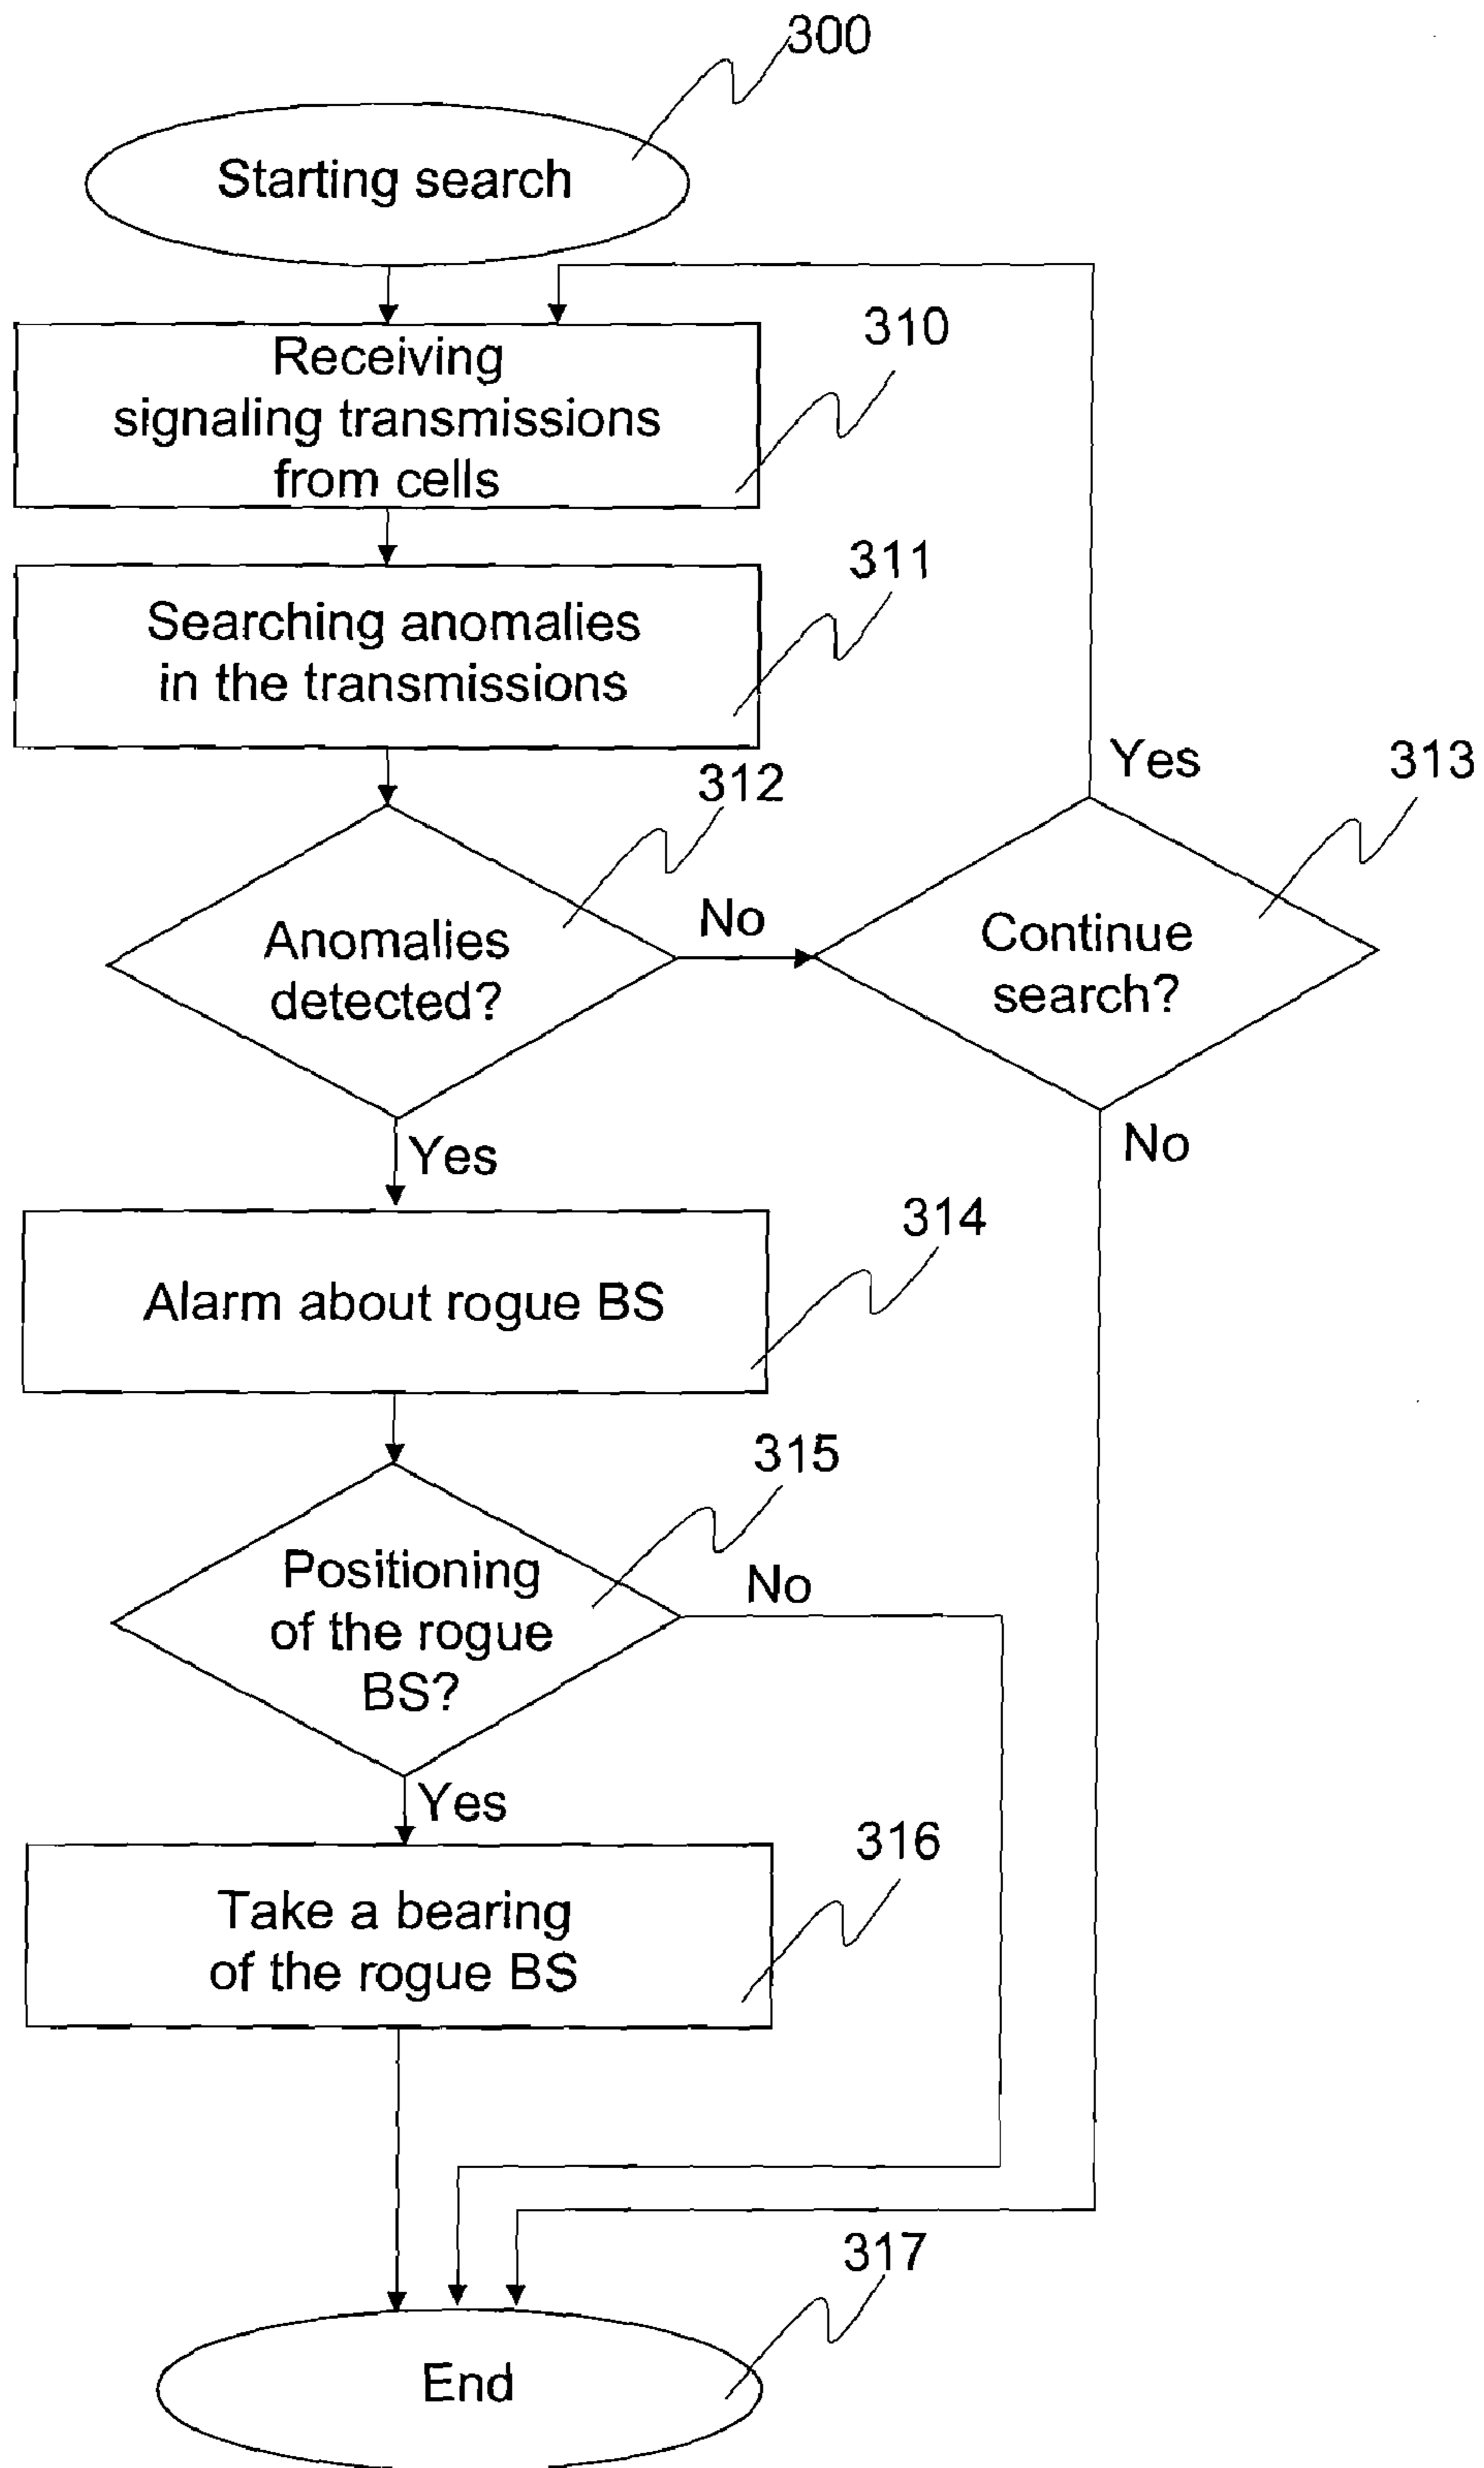 300
Starting search
310
Receiving
signaling transmissions
from cells
311
Searching anomalies
in the transmissions
312
Anomalies
detected?
No
Yes
313
Continue
search?
Yes
No
314
Alarm about rogue BS
315
Positioning
of the rogue
BS?
No
Yes
316
Take a bearing
of the rogue BS
317
End